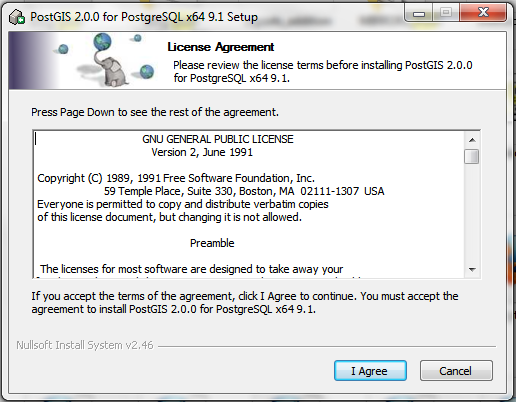 PostGIS 2.0.0 for PostgreSQL x64 9.1 Setup
License Agreement
Please review the license terms before installing PostGIS 2.0.0
for PostgreSQL x64 9.1.
Press Page Down to see the rest of the agreement.
GNU GENERAL PUBLIC LICENSE
Version 2, June 1991
Copyright (C) 1989, 1991 Free Software Foundation, Inc.
59 Temple Place, Suite 330, Boston, MA 02111-1307 USA
Everyone is permitted to copy and distribute verbatim copies
of this license document, but changing it is not allowed.
Preamble
The licenses for most software are designed to take away your
If you accept the terms of the agreement, click I Agree to continue. You must accept the
agreement to install PostGIS 2.0.0 for PostgreSQL x64 9.1.
Nullsoft Install System v2.46
I Agree
Cancel